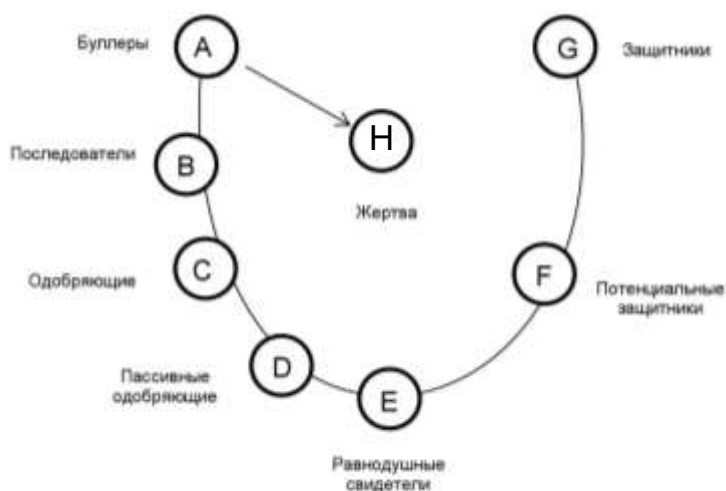 Буллеры
A
G
Защитники
H
Последователи
B
Жертва
Одобряющие
C
F
Потенциальные
защитники
D
Пассивные
одобряющие
E
Равнодушные
свидетели